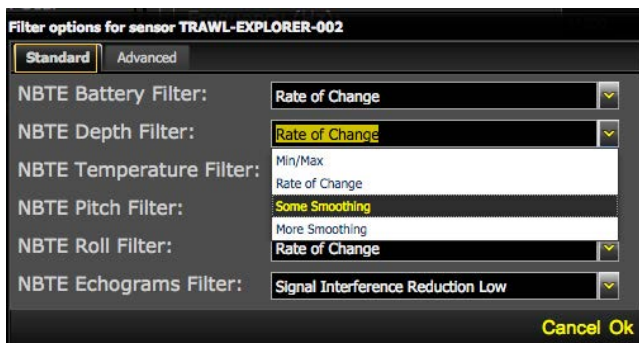 Filter options for sensor TRAWL-EXPLORER-002
Standard Advanced
NBTE Battery Filter: Rate of Change
NBTE Depth Filter: Rate of Change
NBTE Temperature Filter: Min/Max
Rate of Change
NBTE Pitch Filter: Some Smoothing
More Smoothing
NBTE Roll Filter: Rate of Change
NBTE Echograms Filter: Signal Interference Reduction Low
Cancel Ok